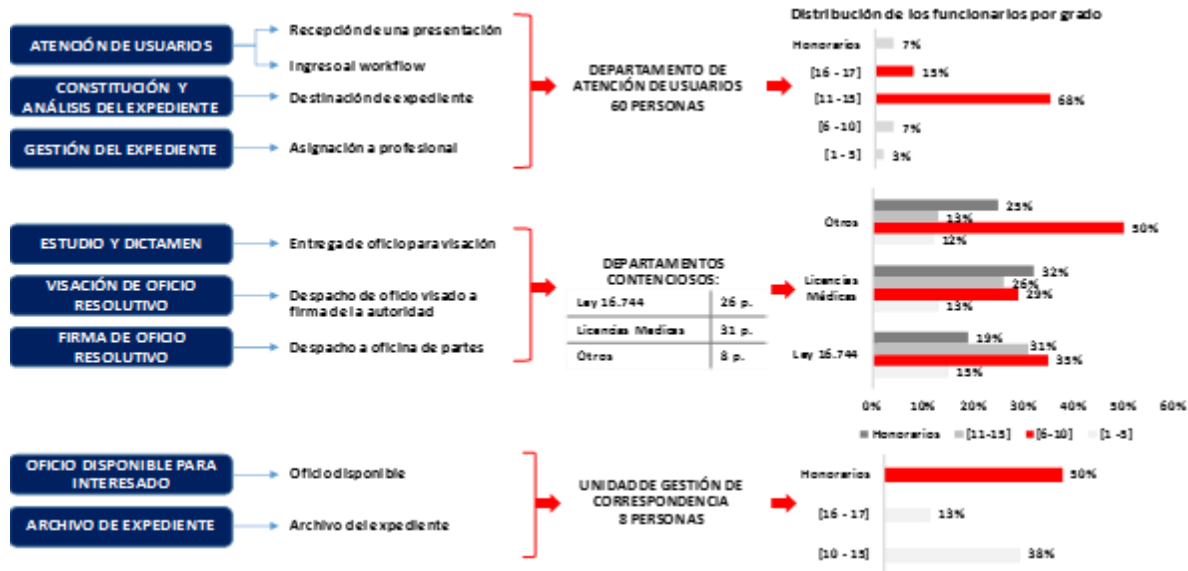 Distribución de los funcionarios por grado
ATENCIÓN DE USUARIOS
Recepción de una presentación
Ingreso al workflow
CONSTITUCIÓN Y
ANÁLISIS DEL EXPEDIENTE
Destinación de expediente
GESTIÓN DEL EXPEDIENTE
Asignación a profesional
DEPARTAMENTO DE
ATENCIÓN DE USUARIOS
60 PERSONAS
Honorarios 7%
[16 - 17] 15%
[11 - 15] 68%
[6 - 10] 7%
[1 - 5] 3%
ESTUDIO Y DICTAMEN
Entrega de oficio para visación
VISACIÓN DE OFICIO
RESOLUTIVO
Despacho de oficio visado a
firma de la autoridad
FIRMA DE OFICIO
RESOLUTIVO
Despacho a oficina de partes
DEPARTAMENTOS
CONTENCIOSOS:
Ley 16.744 26 p.
Licencias Medicas 31 p.
Otros 8 p.
Otros
25%
13%
50%
12%
Licencias
Médicas
32%
26%
29%
13%
Ley 16.744
19%
31%
35%
15%
0% 10% 20% 30% 40% 50% 60%
Honorarios [11-15] [6-10] [1 -5]
OFICIO DISPONIBLE PARA
INTERESADO
Oficio disponible
ARCHIVO DE EXPEDIENTE
Archivo del expediente
UNIDAD DE GESTIÓN DE
CORRESPONDENCIA
8 PERSONAS
Honorarios 50%
[16 - 17] 13%
[10 - 15] 38%